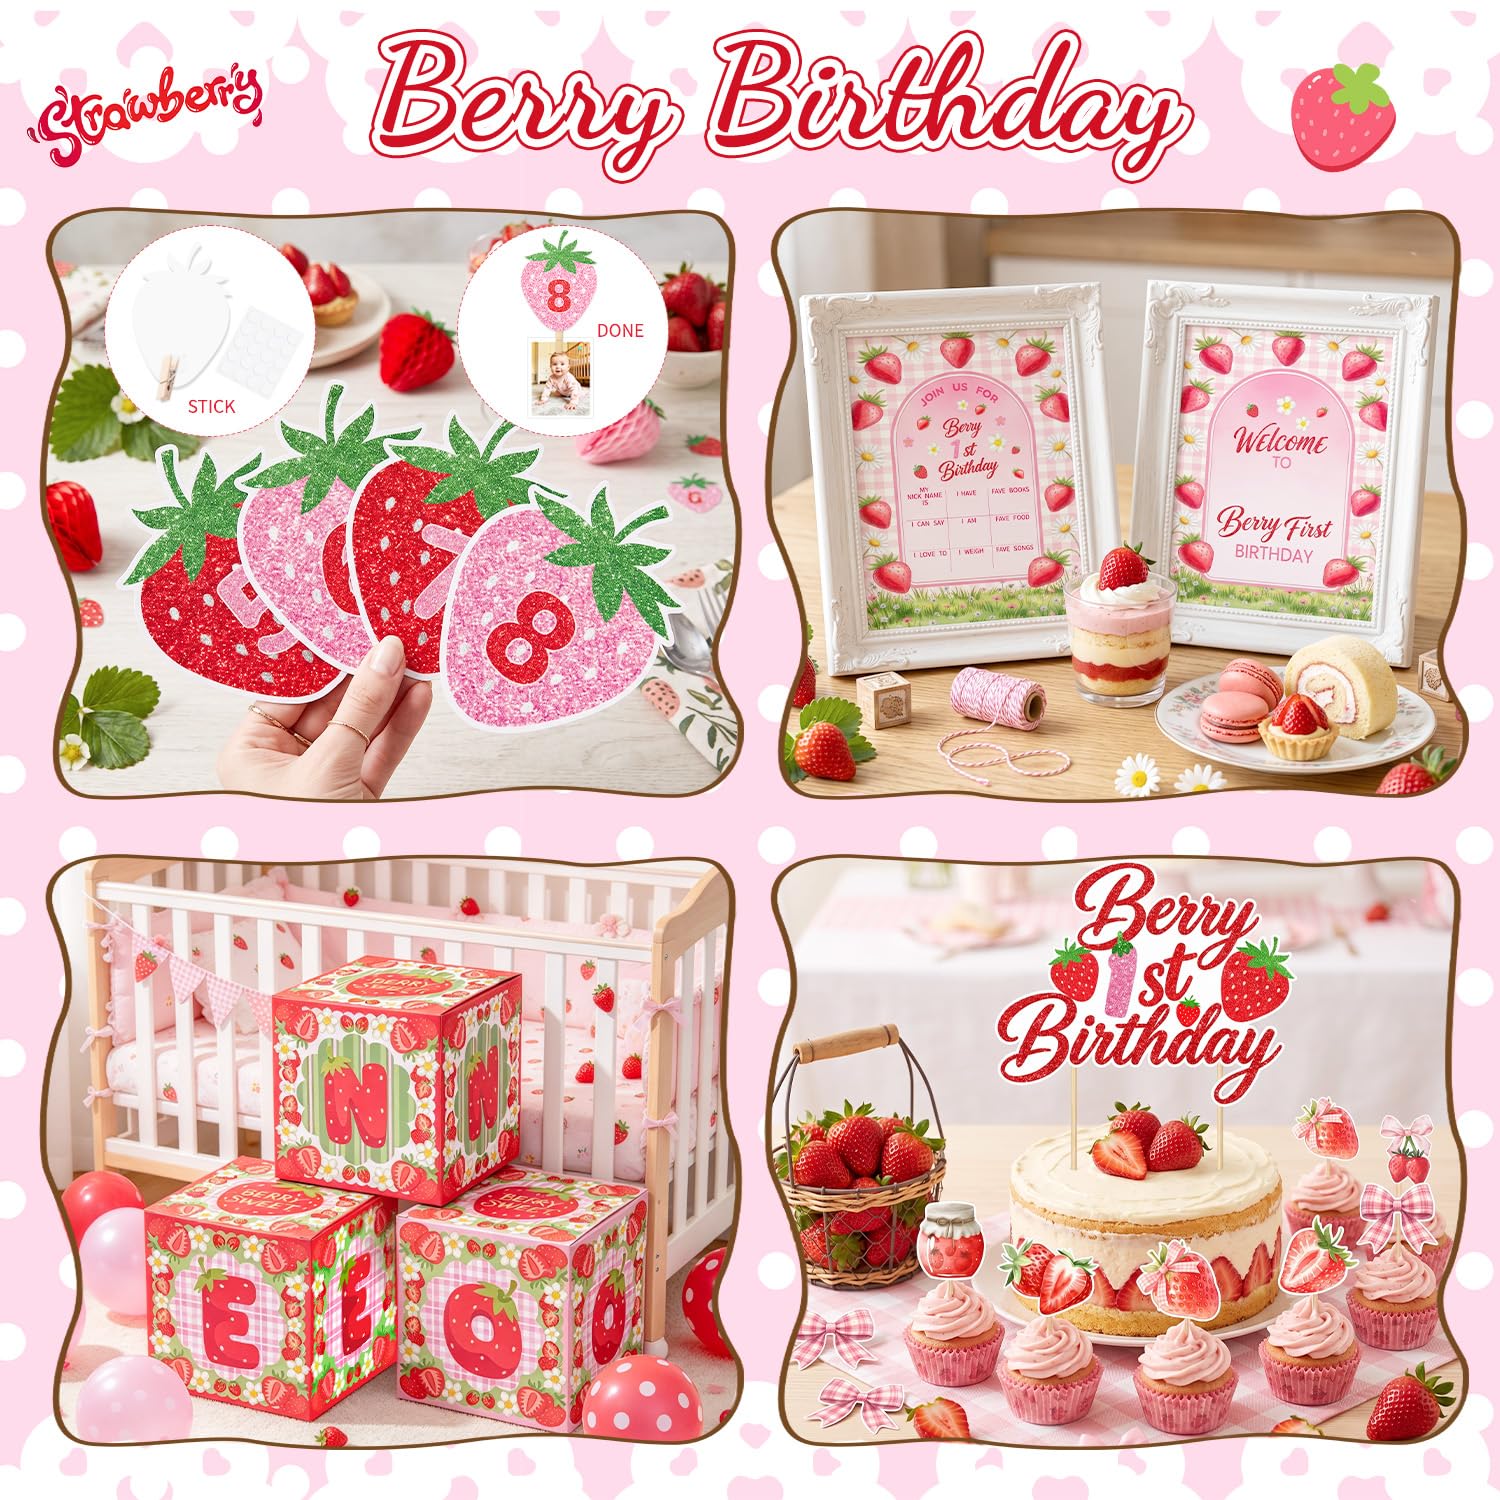 Strawberry
Berry Birthday
STICK
8
DONE
8
JOIN US FOR
Berry
1st
Birthday
MY NICK NAME IS
I HAVE
FAVE BOOKS
I CAN SAY
I AM
FAVE FOOD
I LOVE TO
I WEIGH
FAVE SONGS
WELCOME
TO
Berry First
BIRTHDAY
N
N
BERRY
SWEET
E
E
BERRY
SWEET
O
O
Berry
1st
Birthday